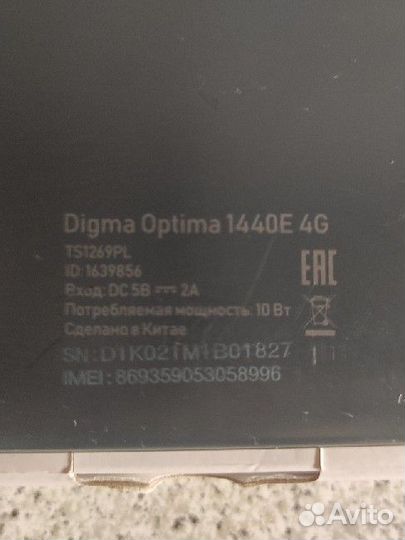 Digma Optima 1440E 4G
TS1269PL
ID: 1639856
Вход: DC 5В ⎓ 2А
Потребляемая мощность: 10 Вт
Сделано в Китае
SN: D1K021M1B01827
IMEI : 869359053058996
EAC
Avito